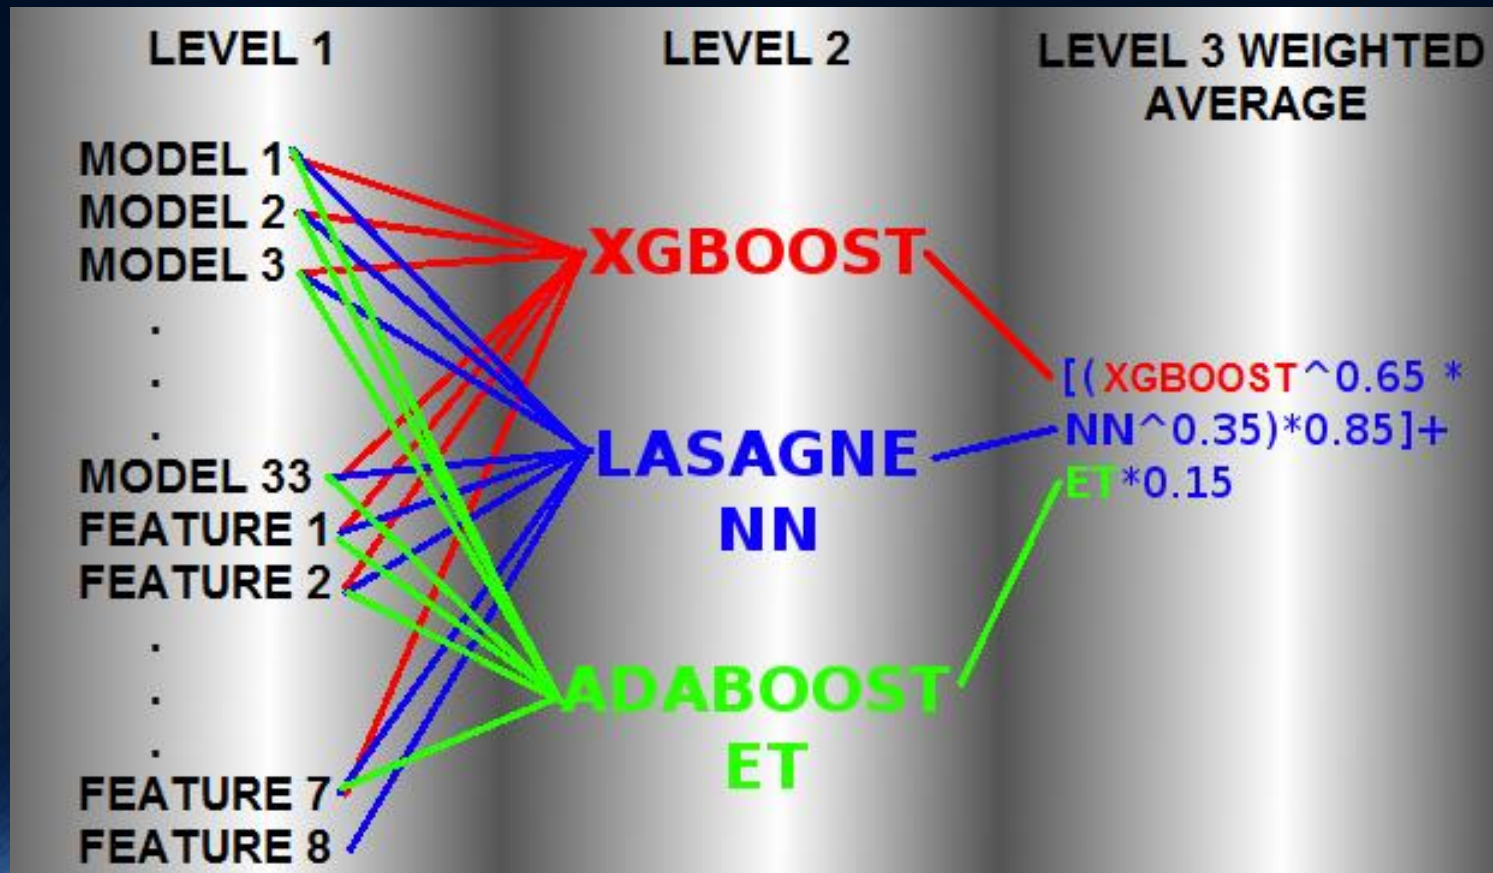 LEVEL 1
MODEL 1
MODEL 2
MODEL 3
.
.
.
MODEL 33
FEATURE 1
FEATURE 2
.
.
.
FEATURE 7
FEATURE 8
LEVEL 2
XGBOOST
LASAGNE
NN
ADABOOST
ET
LEVEL 3 WEIGHTED
AVERAGE
[(XGBOOST^0.65 *
NN^0.35)*0.85]+
ET*0.15